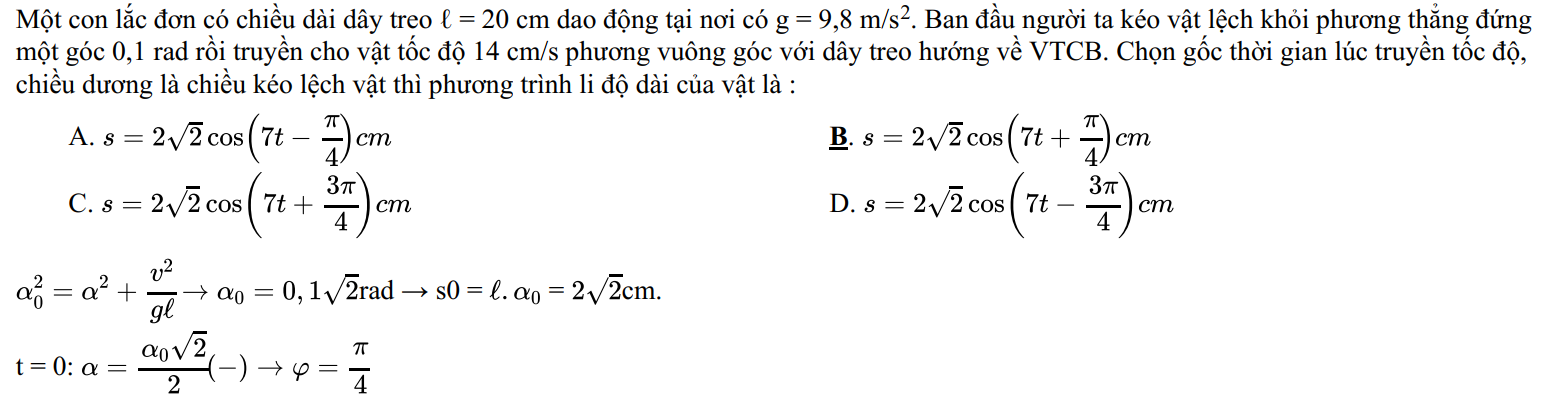 Một con lắc đơn có chiều dài dây treo ℓ = 20 cm dao động tại nơi có g = 9,8 m/s². Ban đầu người ta kéo vật lệch khỏi phương thẳng đứng
một góc 0,1 rad rồi truyền cho vật tốc độ 14 cm/s phương vuông góc với dây treo hướng về VTCB. Chọn gốc thời gian lúc truyền tốc độ,
chiều dương là chiều kéo lệch vật thì phương trình li độ dài của vật là :
A. $s = 2\sqrt{2}\cos\left(7t - \frac{\pi}{4}\right)cm$ B. $s = 2\sqrt{2}\cos\left(7t + \frac{\pi}{4}\right)cm$
C. $s = 2\sqrt{2}\cos\left(7t + \frac{3\pi}{4}\right)cm$ D. $s = 2\sqrt{2}\cos\left(7t - \frac{3\pi}{4}\right)cm$
$\alpha_0^2 = \alpha^2 + \frac{v^2}{g\ell} \rightarrow \alpha_0 = 0,1\sqrt{2}$rad → s0 = $\ell.\alpha_0 = 2\sqrt{2}$cm.
t = 0: $\alpha = \frac{\alpha_0\sqrt{2}}{2}(-) \rightarrow \varphi = \frac{\pi}{4}$